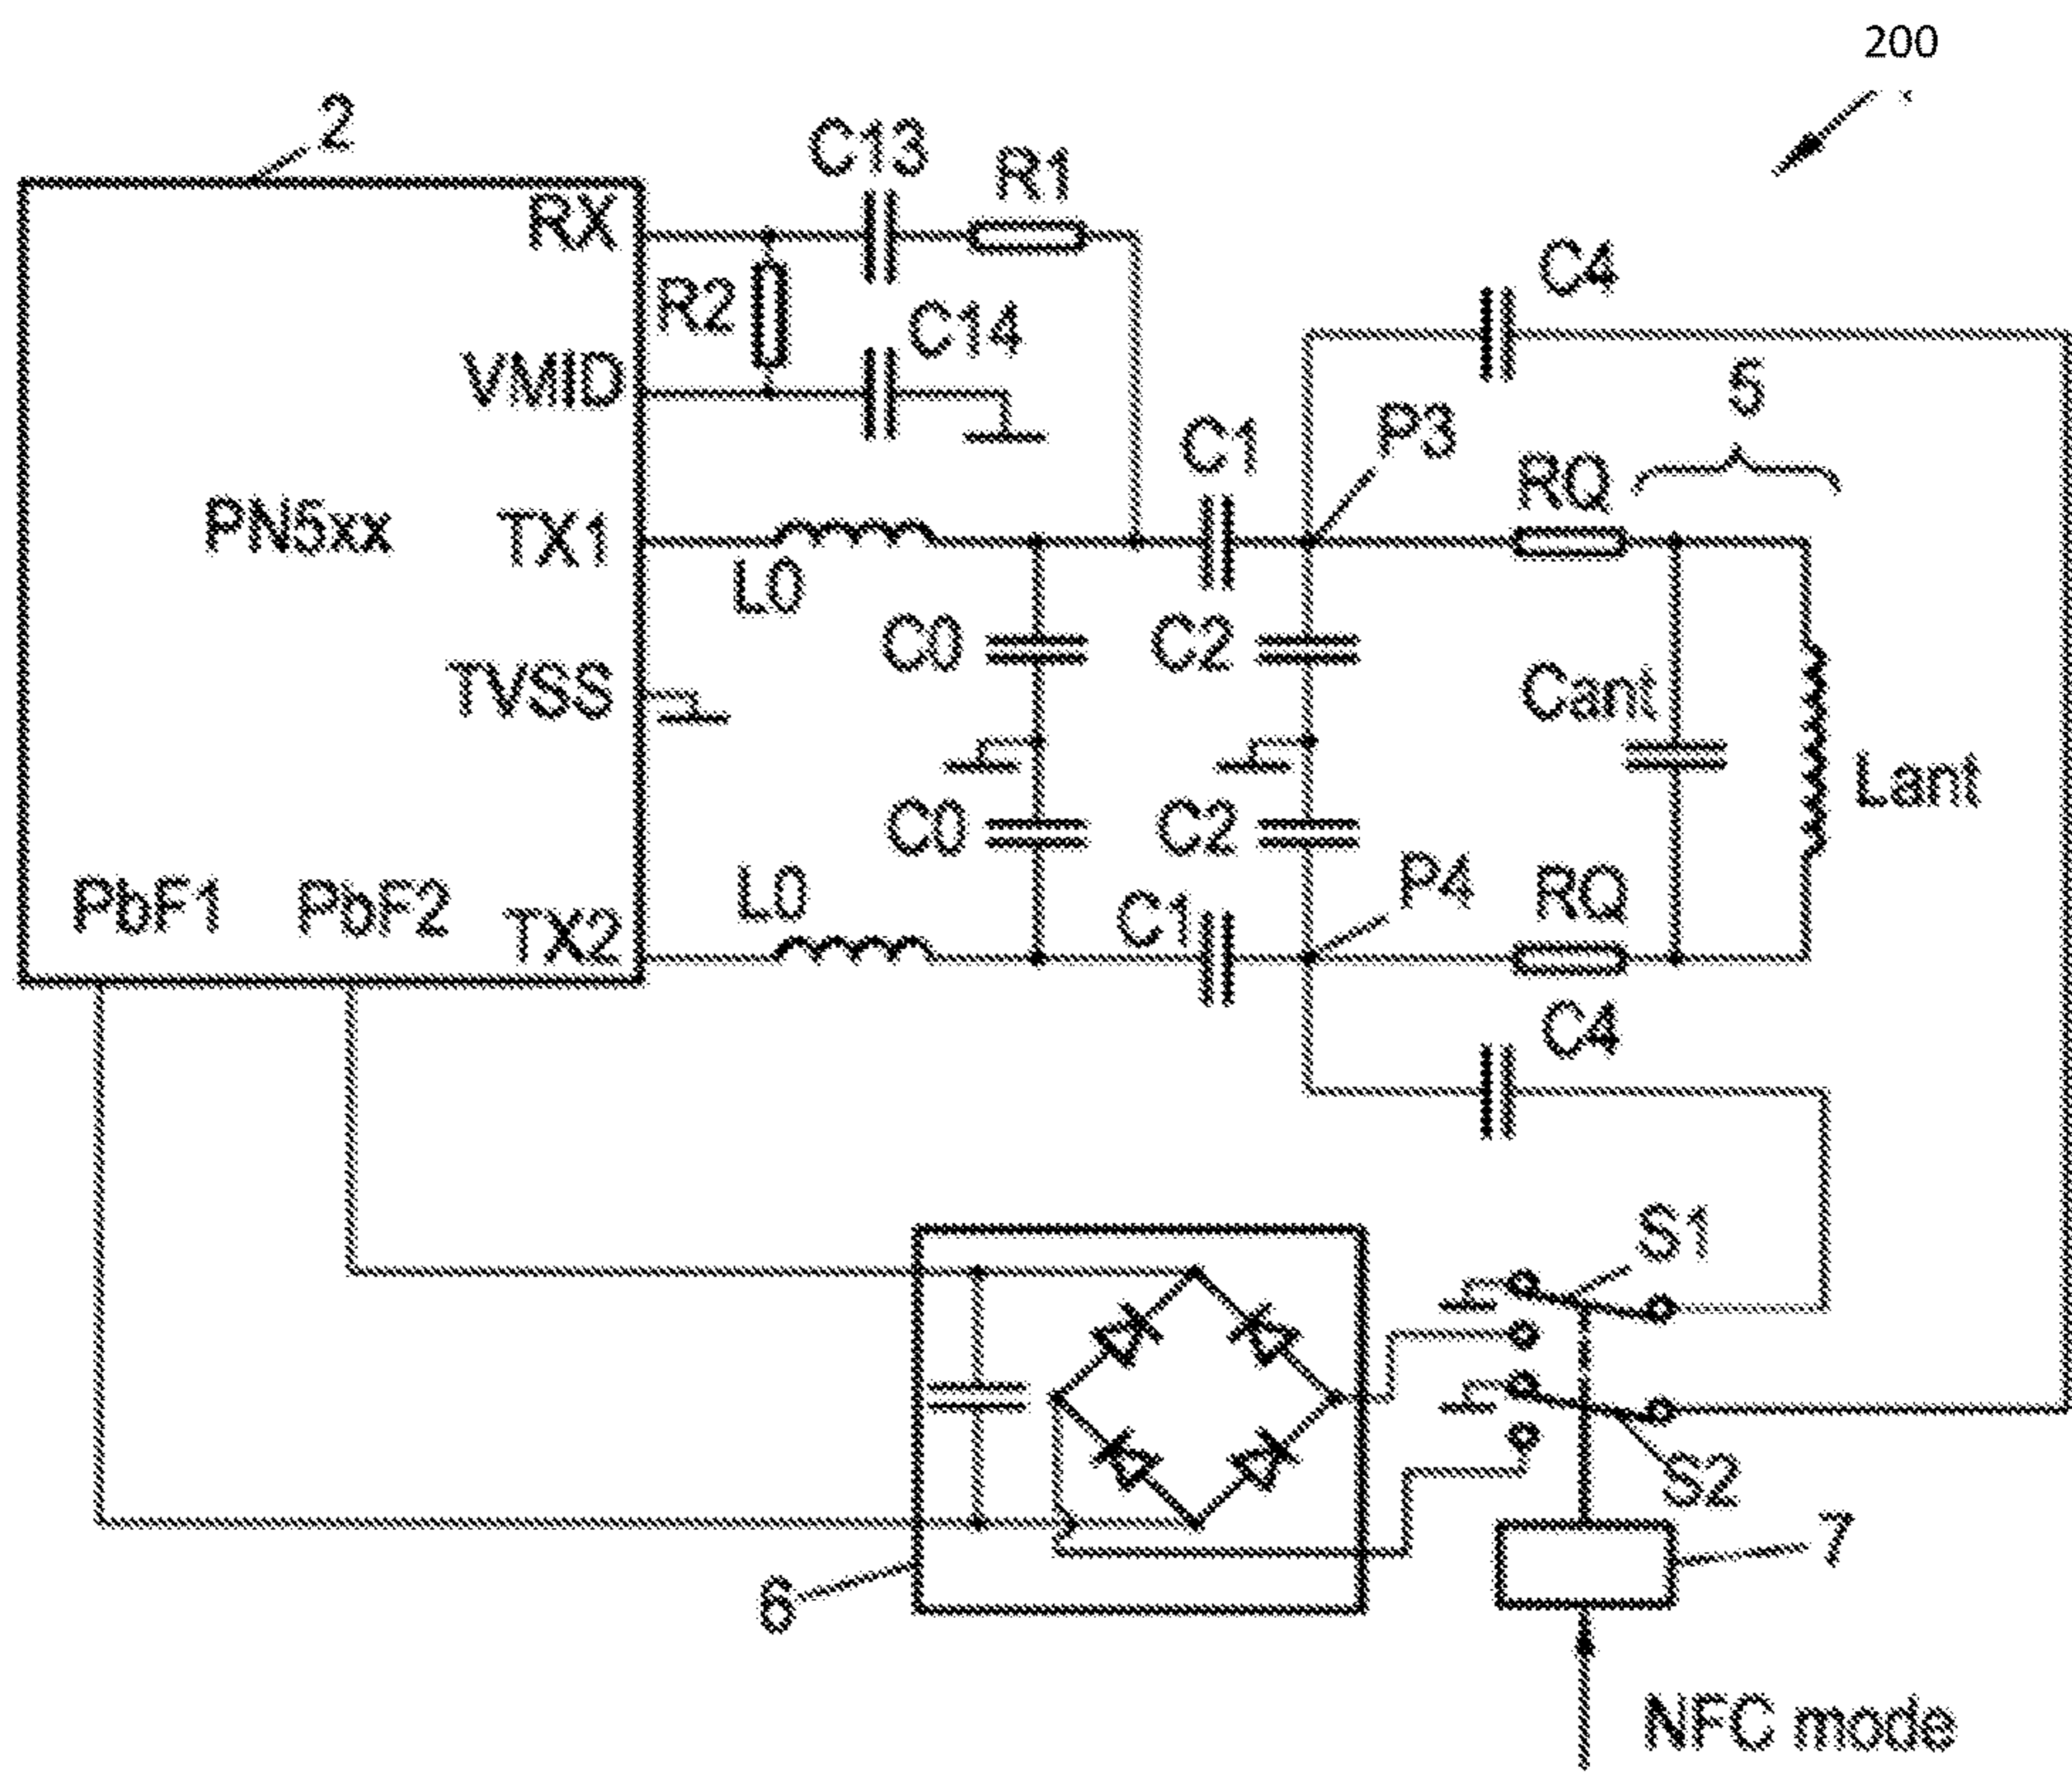 200
2
C13
R1
RX
C4
R2
C14
VMID
5
P3
C1
RQ
PN5xx
TX1
L0
C0
C2
TVSS
Cant
Lant
C0
C2
P4
PbF1
PbF2
TX2
L0
C1
RQ
C4
S1
S2
7
6
NFC mode